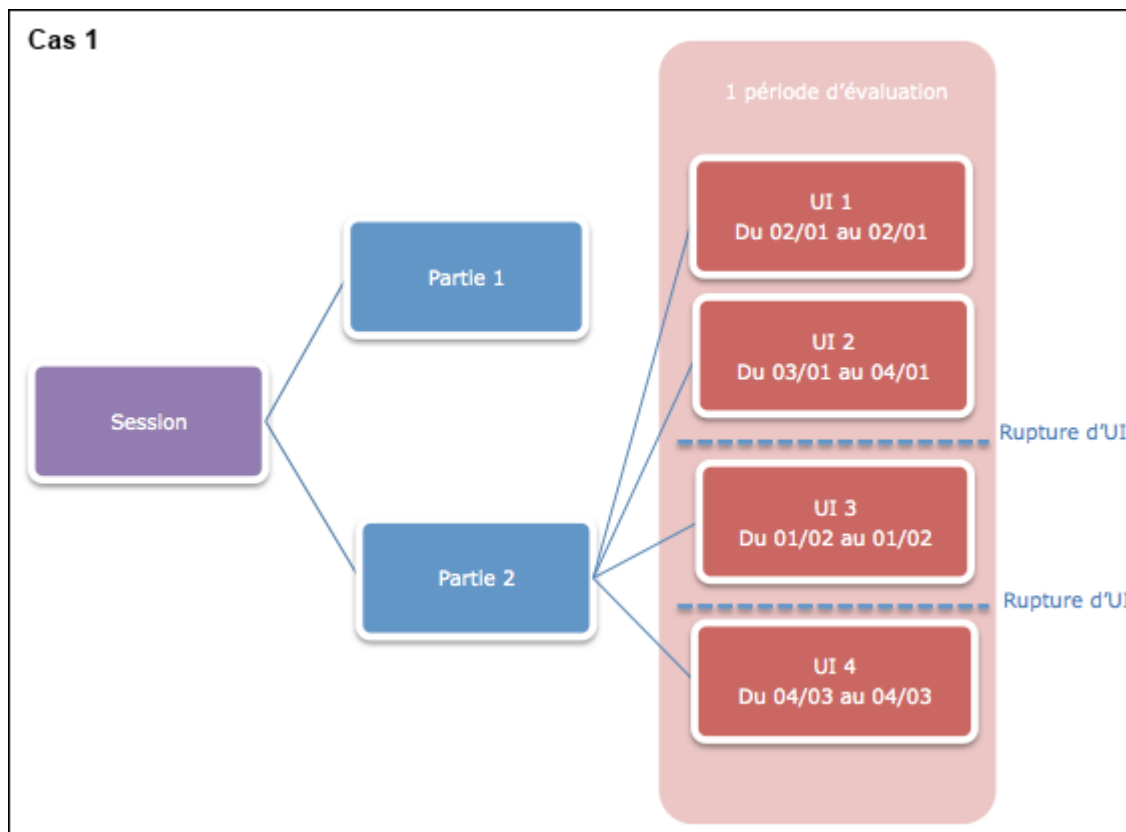 Cas 1
1 période d'évaluation
UI 1
Du 02/01 au 02/01
Partie 1
UI 2
Du 03/01 au 04/01
Session
Rupture d'UI
UI 3
Du 01/02 au 01/02
Partie 2
Rupture d'UI
UI 4
Du 04/03 au 04/03